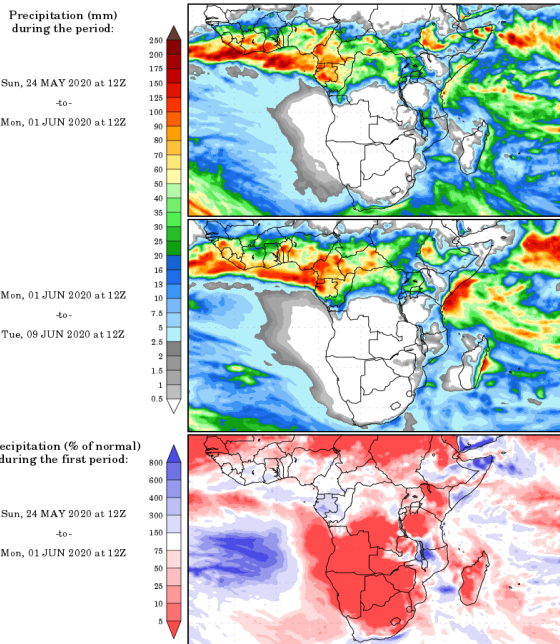 Precipitation (mm)
during the period:
250
200
175
150
125
100
90
80
70
60
50
40
35
30
25
20
16
13
10
7.5
5
2.5
2
1.5
1
0.5
Sun, 24 MAY 2020 at 12Z
-to-
Mon, 01 JUN 2020 at 12Z
Mon, 01 JUN 2020 at 12Z
-to-
Tue, 09 JUN 2020 at 12Z
ecipitation (% of normal)
during the first period:
800
600
400
300
150
75
50
25
10
5
Sun, 24 MAY 2020 at 12Z
-to-
Mon, 01 JUN 2020 at 12Z